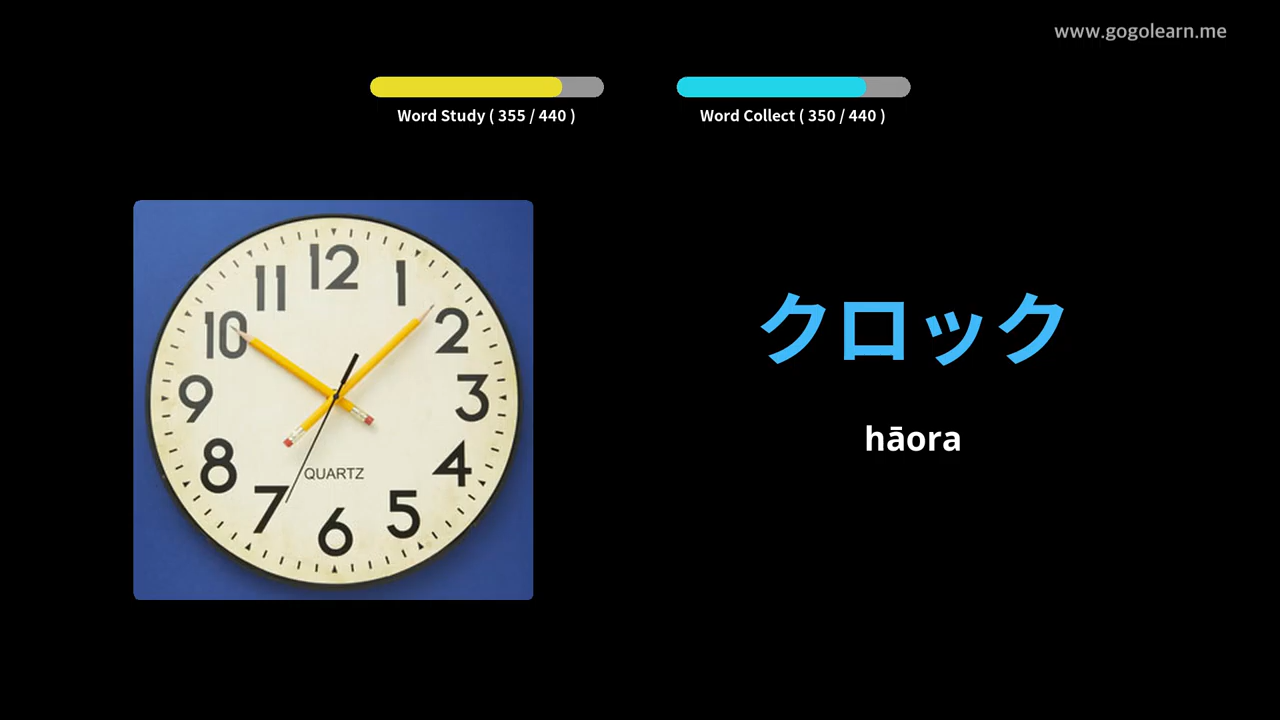 www.gogolearn.me
Word Study ( 355 / 440 )
Word Collect ( 350 / 440 )
12
11
1
10
2
9
3
8
4
QUARTZ
7
5
6
クロック
hāora